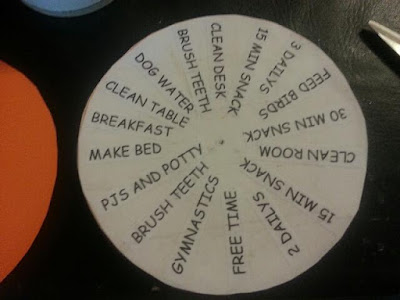 MAKE BED
BREAKFAST
CLEAN TABLE
DOG WATER
BRUSH TEETH
CLEAN DESK
15 MIN SNACK
3 DAILYS
FEED BIRDS
30 MIN SNACK
CLEAN ROOM
15 MIN SNACK
2 DAILYS
FREE TIME
GYMNASTICS
BRUSH TEETH
PJS AND POTTY